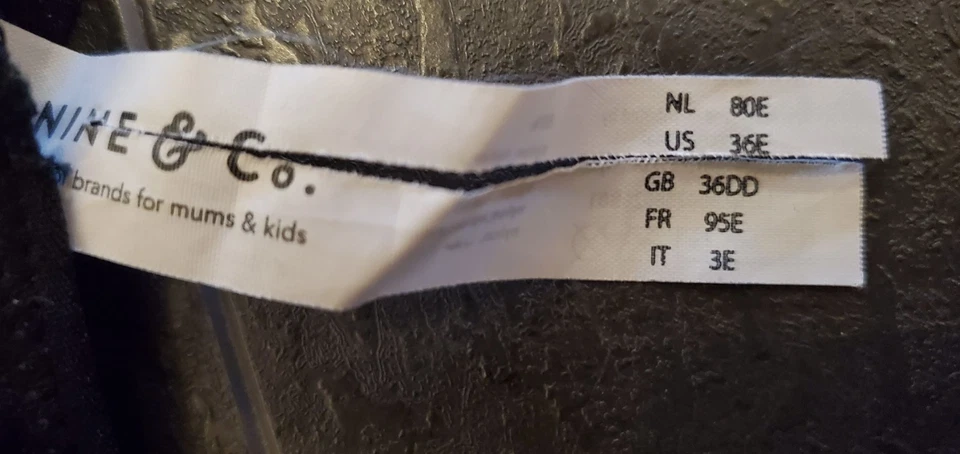 NINE & Co.
brands for mums & kids
NL 80E
US 36E
GB 36DD
FR 95E
IT 3E